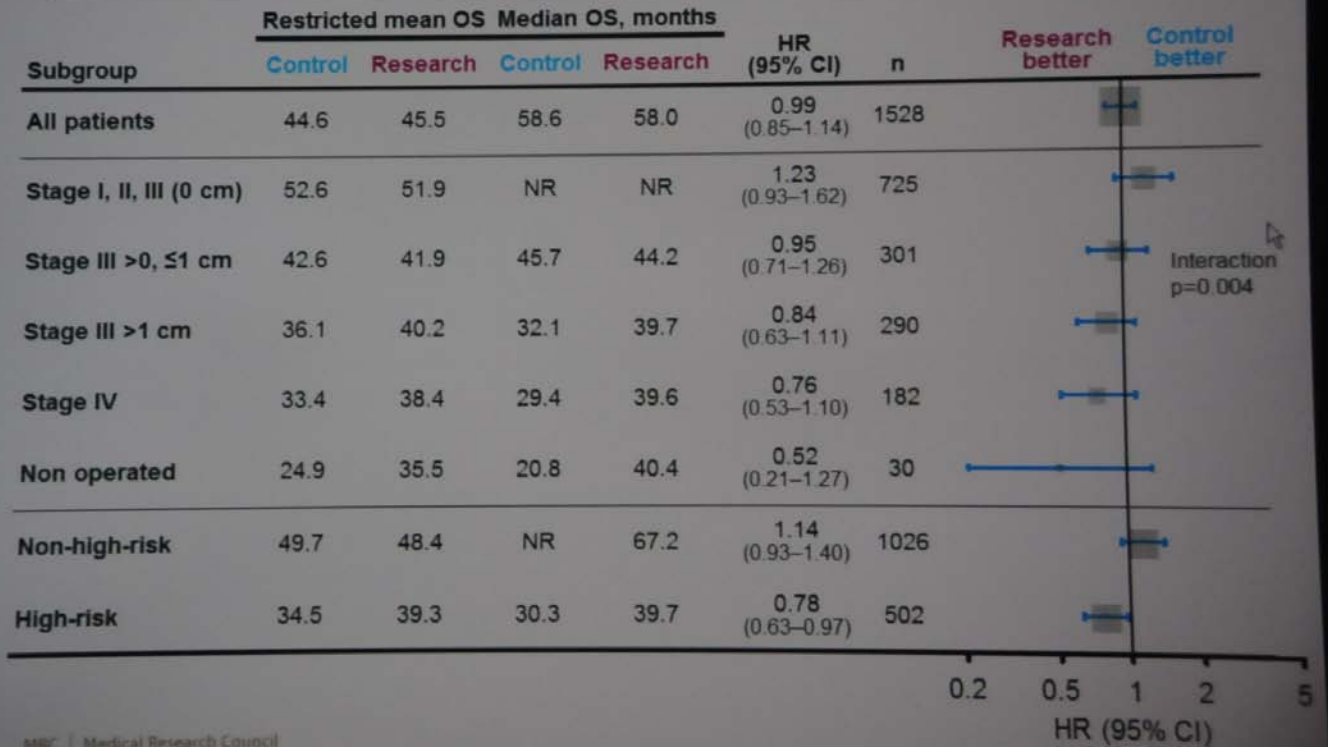 Restricted mean OS Median OS, months
Subgroup Control Research Control Research HR (95% CI) n Research better Control better
All patients 44.6 45.5 58.6 58.0 0.99 (0.85–1.14) 1528
Stage I, II, III (0 cm) 52.6 51.9 NR NR 1.23 (0.93–1.62) 725
Stage III >0, ≤1 cm 42.6 41.9 45.7 44.2 0.95 (0.71–1.26) 301
Interaction
p=0.004
Stage III >1 cm 36.1 40.2 32.1 39.7 0.84 (0.63–1.11) 290
Stage IV 33.4 38.4 29.4 39.6 0.76 (0.53–1.10) 182
Non operated 24.9 35.5 20.8 40.4 0.52 (0.21–1.27) 30
Non-high-risk 49.7 48.4 NR 67.2 1.14 (0.93–1.40) 1026
High-risk 34.5 39.3 30.3 39.7 0.78 (0.63–0.97) 502
0.2 0.5 1 2 5
HR (95% CI)
MRC | Medical Research Council